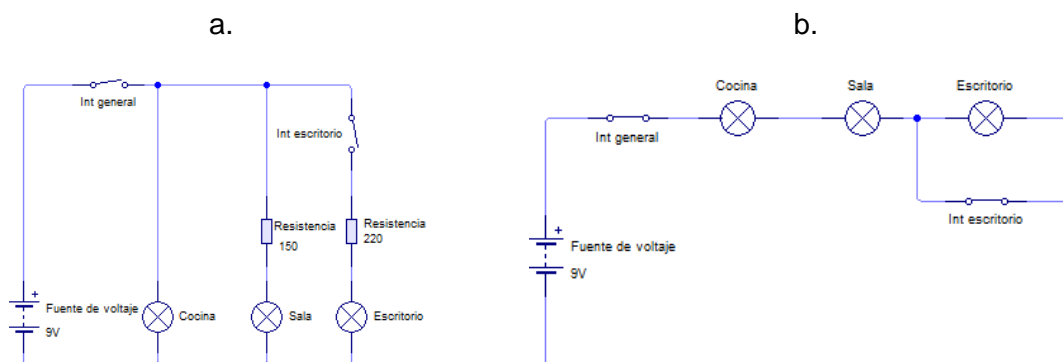 a.
Int general
Int escritorio
Resistencia
150
Resistencia
220
+
Fuente de voltaje
9V
Cocina
Sala
Escritorio
b.
Cocina
Sala
Escritorio
Int general
Int escritorio
+
Fuente de voltaje
9V